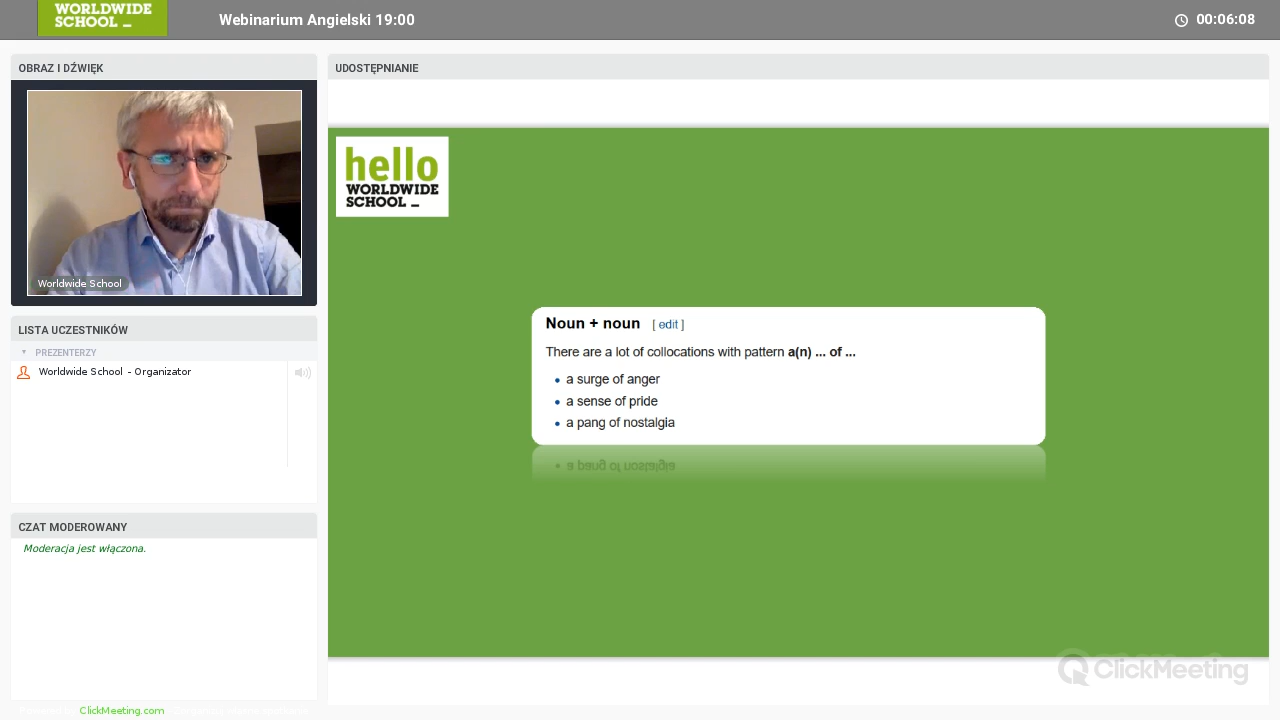 WORLDWIDE
SCHOOL _
Webinarium Angielski 19:00
00:06:08
OBRAZ I DŹWIĘK
Worldwide School
LISTA UCZESTNIKÓW
PREZENTERZY
Worldwide School - Organizator
CZAT MODEROWANY
Moderacja jest włączona.
ClickMeeting.com
UDOSTĘPNIANIE
hello
WORLDWIDE
SCHOOL _
Noun + noun [ edit ]
There are a lot of collocations with pattern a(n) ... of ...
• a surge of anger
• a sense of pride
• a pang of nostalgia
ClickMeeting